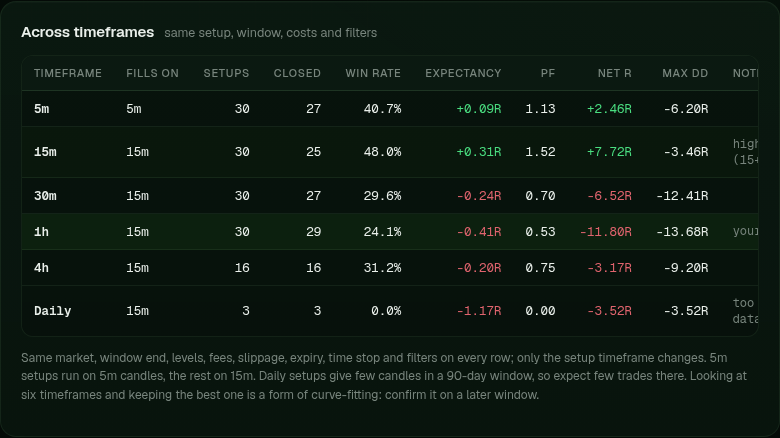 Across timeframes same setup, window, costs and filters
TIMEFRAME FILLS ON SETUPS CLOSED WIN RATE EXPECTANCY PF NET R MAX DD
5m 5m 30 27 40.7% +0.09R 1.13 +2.46R -6.20R
15m 15m 30 25 48.0% +0.31R 1.52 +7.72R -3.46R
30m 15m 30 27 29.6% -0.24R 0.70 -6.52R -12.41R
1h 15m 30 29 24.1% -0.41R 0.53 -11.80R -13.68R
4h 15m 16 16 31.2% -0.20R 0.75 -3.17R -9.20R
Daily 15m 3 3 0.0% -1.17R 0.00 -3.52R -3.52R too
data
Same market, window end, levels, fees, slippage, expiry, time stop and filters on every row; only the setup timeframe changes. 5m
setups run on 5m candles, the rest on 15m. Daily setups give few candles in a 90-day window, so expect few trades there. Looking at
six timeframes and keeping the best one is a form of curve-fitting: confirm it on a later window.